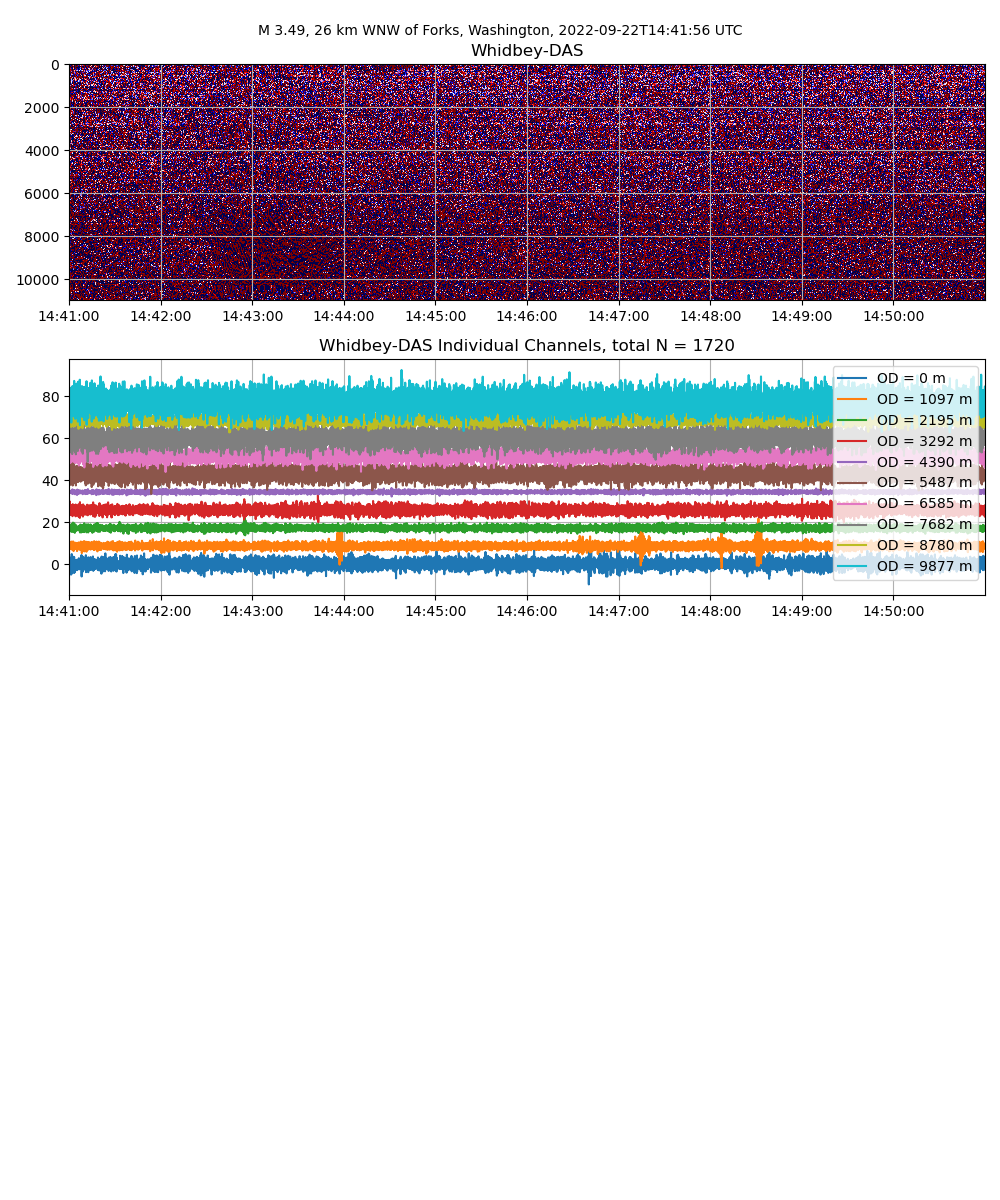 M 3.49, 26 km WNW of Forks, Washington, 2022-09-22T14:41:56 UTC
Whidbey-DAS
0
2000
4000
6000
8000
10000
14:41:00 14:42:00 14:43:00 14:44:00 14:45:00 14:46:00 14:47:00 14:48:00 14:49:00 14:50:00
Whidbey-DAS Individual Channels, total N = 1720
80
60
40
20
0
OD = 0 m
OD = 1097 m
OD = 2195 m
OD = 3292 m
OD = 4390 m
OD = 5487 m
OD = 6585 m
OD = 7682 m
OD = 8780 m
OD = 9877 m
14:41:00 14:42:00 14:43:00 14:44:00 14:45:00 14:46:00 14:47:00 14:48:00 14:49:00 14:50:00